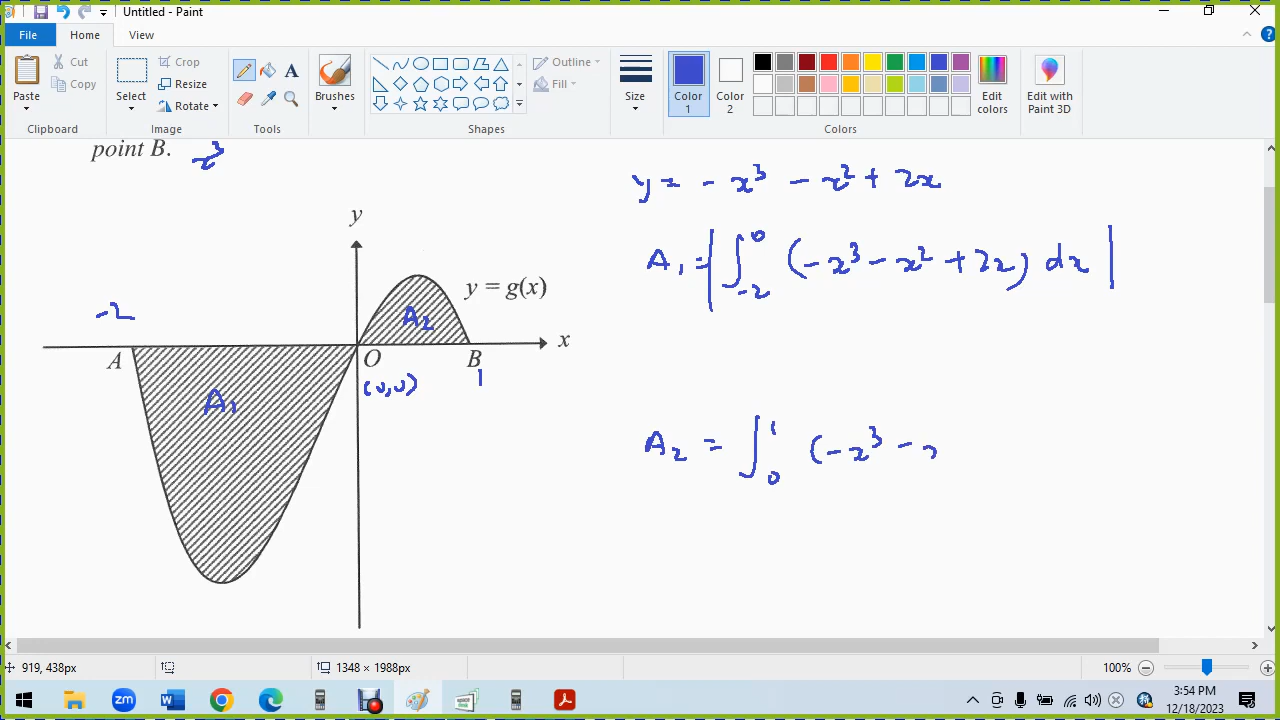 Untitled - Paint
File Home View
Paste
Cut
Copy
Clipboard
Select
Crop
Resize
Rotate
Image
A
Tools
Brushes
Outline
Fill
Shapes
Size
Color 1
Color 2
Edit colors
Colors
Edit with Paint 3D
point B. x³
y = - x³ - x² + 2x
A₁ = | ∫₋₂⁰ (-x³ - x² + 2x) dx |
y
y = g(x)
-2
A₂
x
A O B
(0,0) 1
A₁
A₂ = ∫₀¹ (-x³ -
919, 438px
1348 × 1988px
100%
zm
W
3:54 PM
12/18/2023